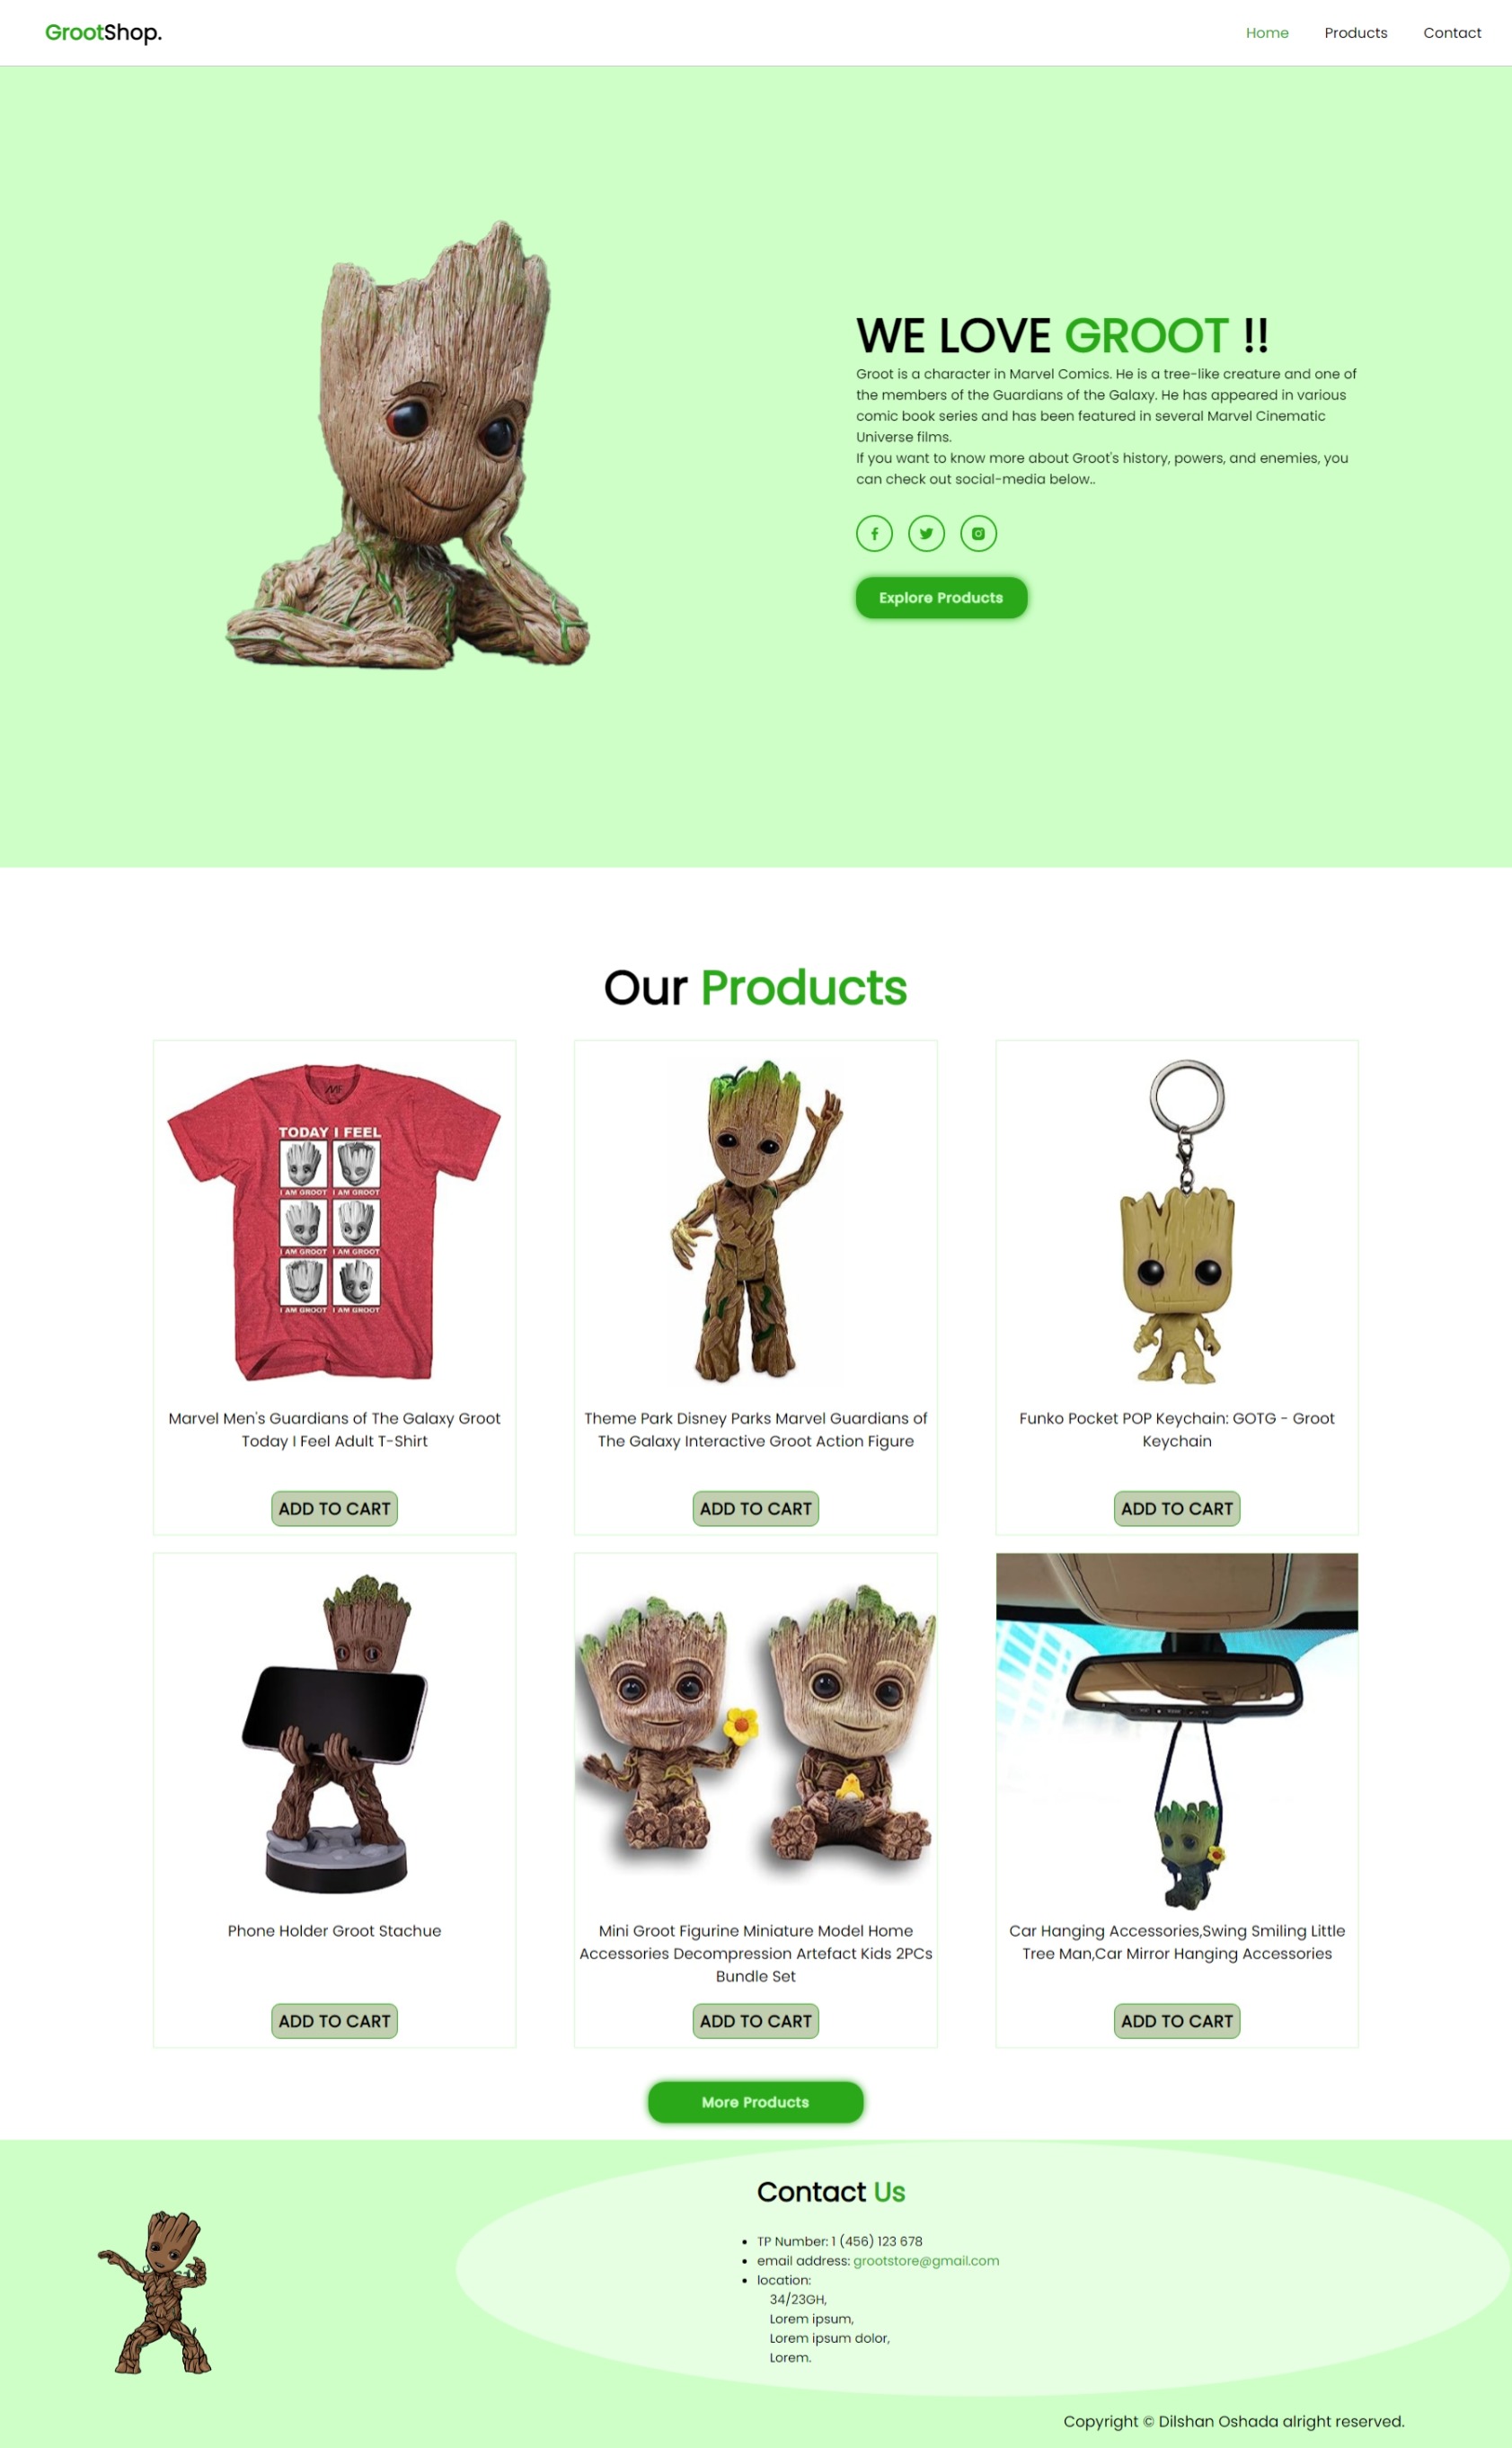 GrootShop.
Home
Products
Contact
WE LOVE GROOT !!
Groot is a character in Marvel Comics. He is a tree-like creature and one of
the members of the Guardians of the Galaxy. He has appeared in various
comic book series and has been featured in several Marvel Cinematic
Universe films.
If you want to know more about Groot's history, powers, and enemies, you
can check out social-media below..
Explore Products
Our Products
TODAY I FEEL
I AM GROOT I AM GROOT
I AM GROOT I AM GROOT
I AM GROOT I AM GROOT
Marvel Men's Guardians of The Galaxy Groot
Today I Feel Adult T-Shirt
ADD TO CART
Theme Park Disney Parks Marvel Guardians of
The Galaxy Interactive Groot Action Figure
ADD TO CART
Funko Pocket POP Keychain: GOTG - Groot
Keychain
ADD TO CART
Phone Holder Groot Stachue
ADD TO CART
Mini Groot Figurine Miniature Model Home
Accessories Decompression Artefact Kids 2PCs
Bundle Set
ADD TO CART
Car Hanging Accessories,Swing Smiling Little
Tree Man,Car Mirror Hanging Accessories
ADD TO CART
More Products
Contact Us
TP Number: 1 (456) 123 678
email address: grootstore@gmail.com
location:
34/23GH,
Lorem ipsum,
Lorem ipsum dolor,
Lorem.
Copyright © Dilshan Oshada alright reserved.